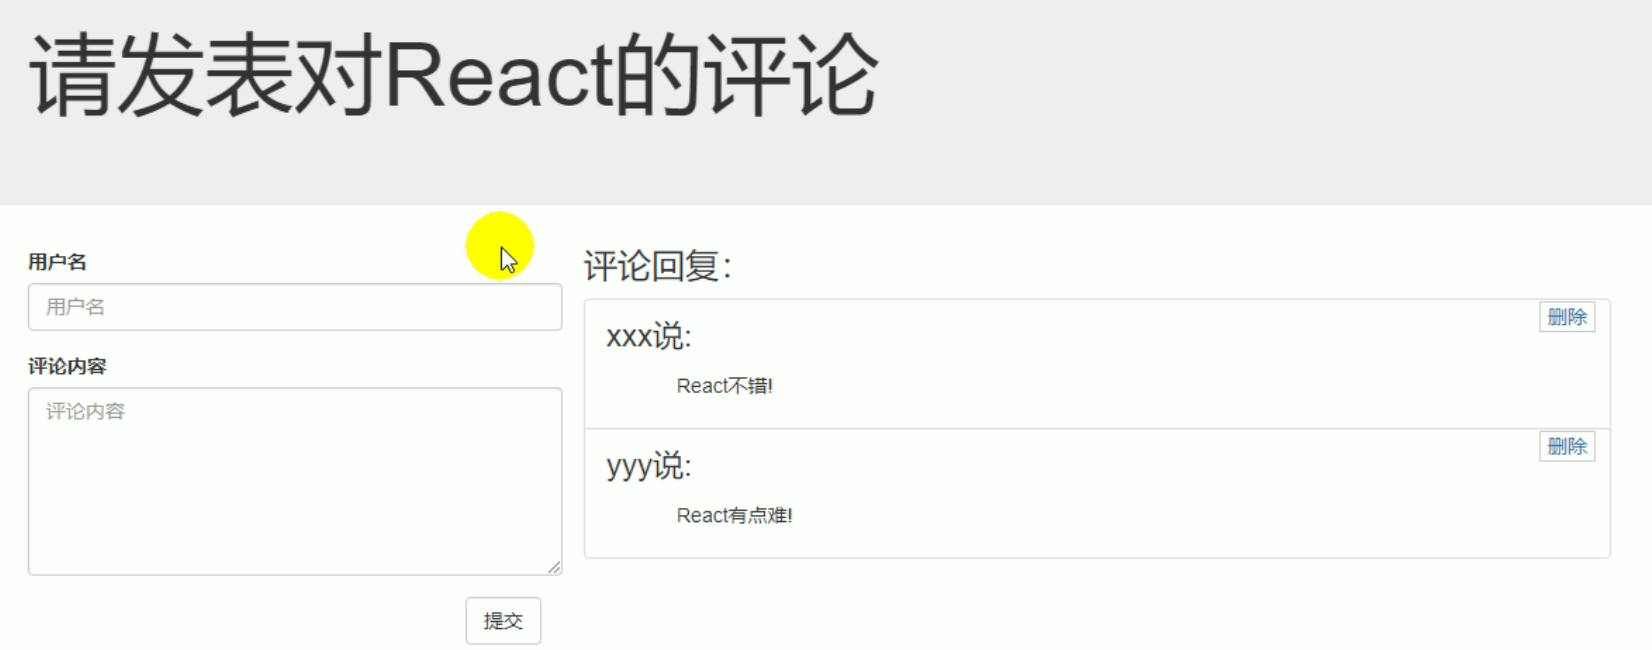 请发表对React的评论
用户名
用户名
评论内容
评论内容
提交
评论回复：
xxx说:
删除
React不错!
yyy说:
删除
React有点难!